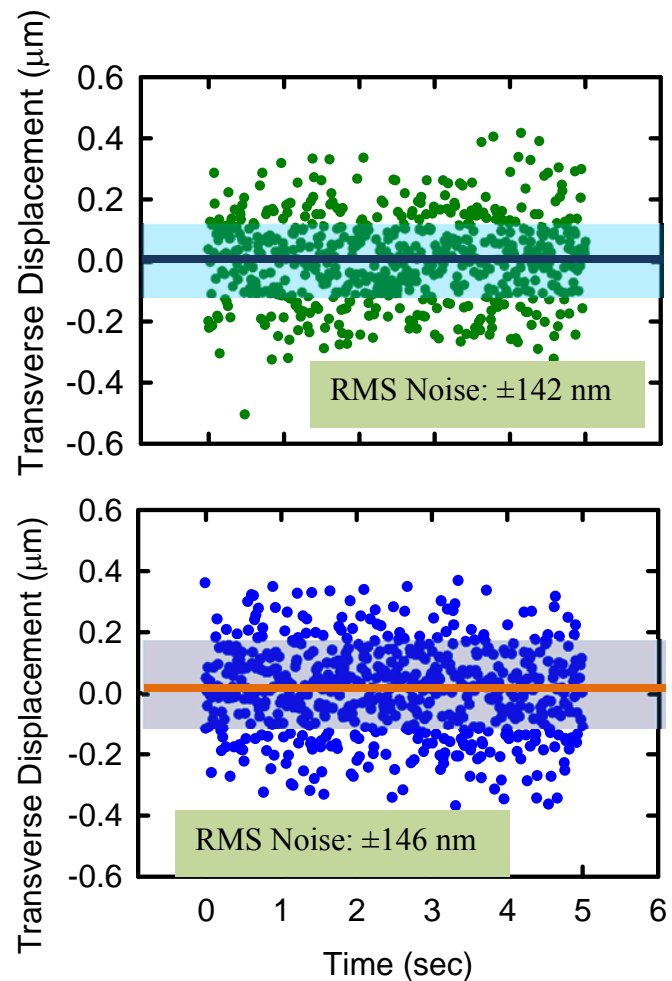 Transverse Displacement (μm)
0.6
0.4
0.2
0.0
-0.2
-0.4
-0.6
RMS Noise: ±142 nm
Transverse Displacement (μm)
0.6
0.4
0.2
0.0
-0.2
-0.4
-0.6
RMS Noise: ±146 nm
0 1 2 3 4 5 6
Time (sec)